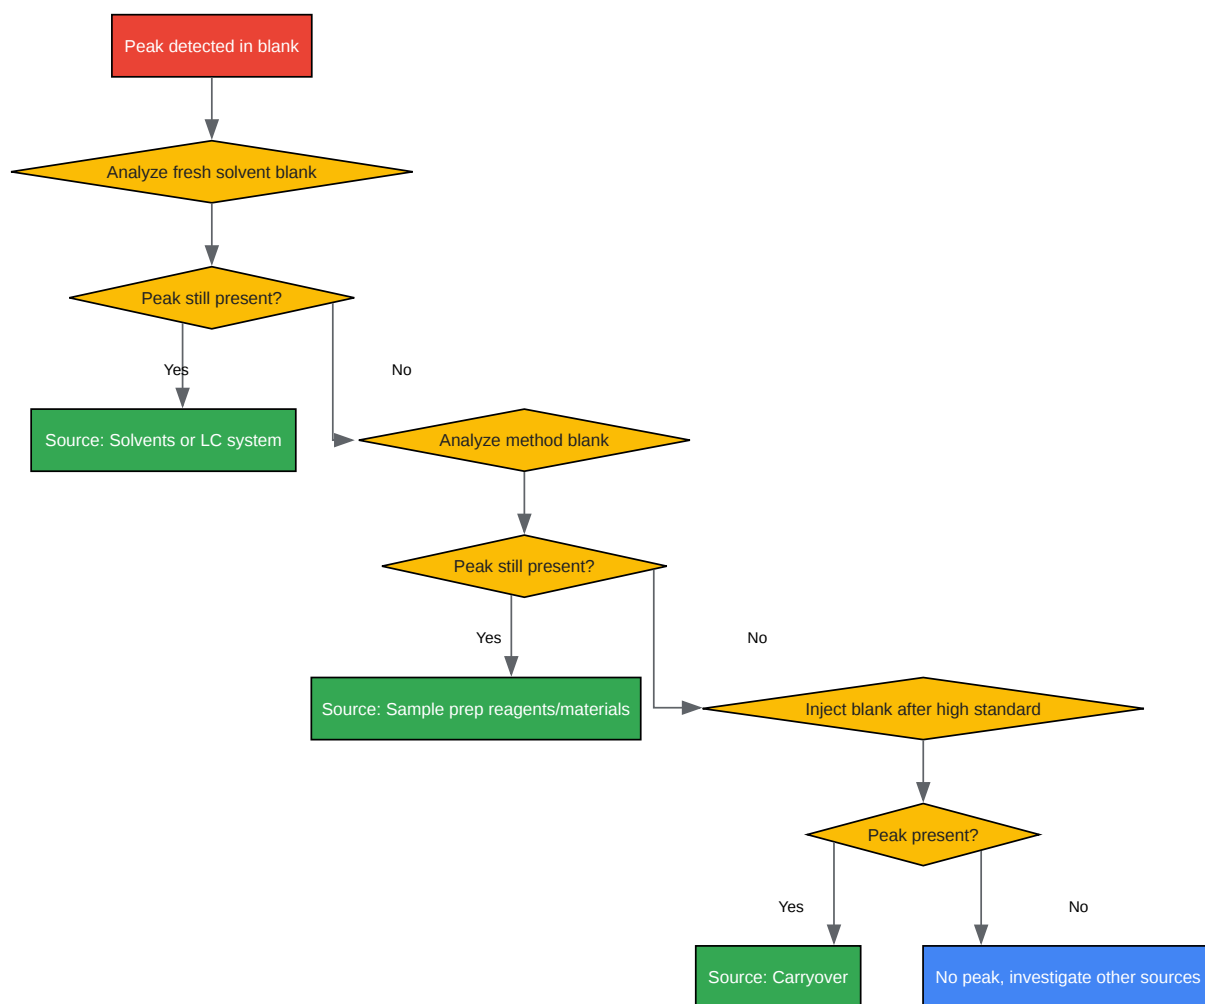 Peak detected in blank
Analyze fresh solvent blank
Peak still present?
Yes
No
Source: Solvents or LC system
Analyze method blank
Peak still present?
Yes
No
Source: Sample prep reagents/materials
Inject blank after high standard
Peak present?
Yes
No
Source: Carryover
No peak, investigate other sources